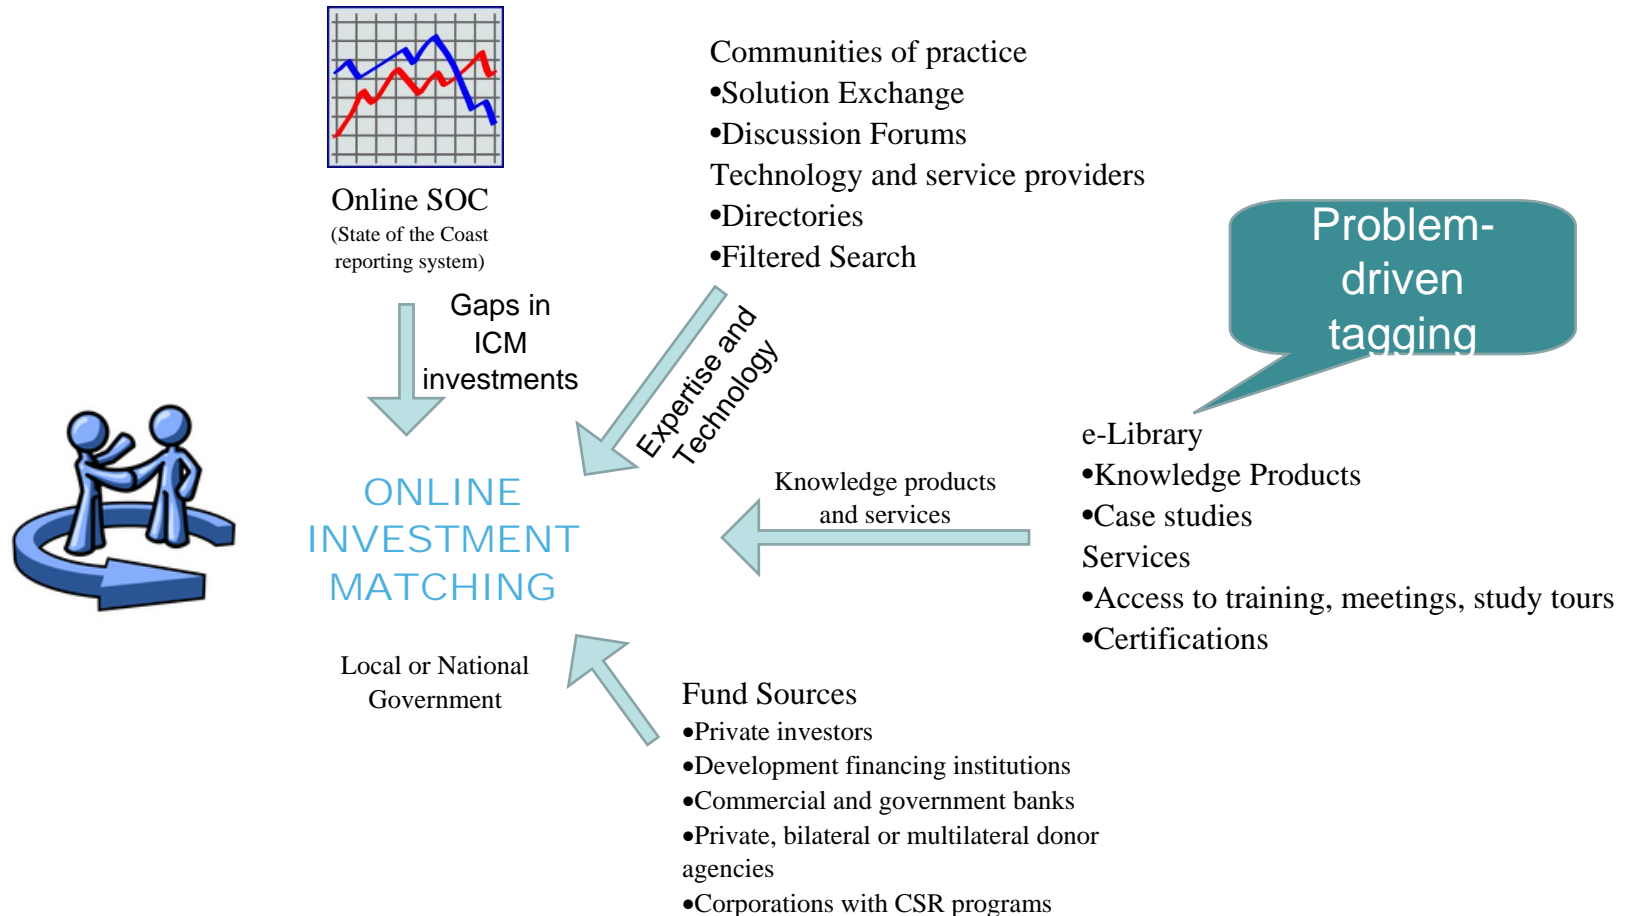 Online SOC
(State of the Coast
reporting system)
Gaps in
ICM
investments
Communities of practice
•Solution Exchange
•Discussion Forums
Technology and service providers
•Directories
•Filtered Search
Expertise and
Technology
Problem-
driven
tagging
ONLINE
INVESTMENT
MATCHING
Knowledge products
and services
e-Library
•Knowledge Products
•Case studies
Services
•Access to training, meetings, study tours
•Certifications
Local or National
Government
Fund Sources
•Private investors
•Development financing institutions
•Commercial and government banks
•Private, bilateral or multilateral donor
agencies
•Corporations with CSR programs